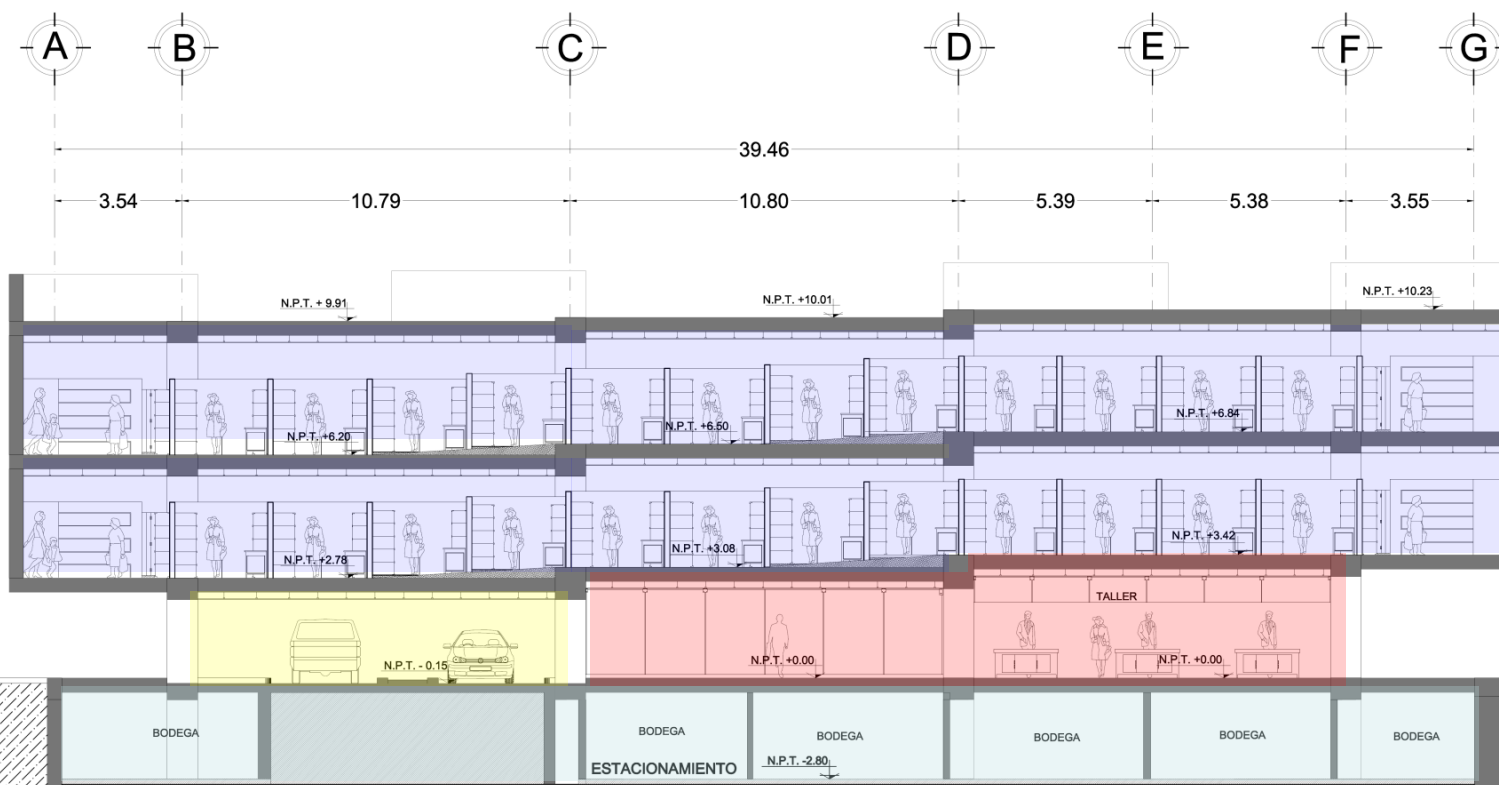 A B C D E F G
39.46
3.54 10.79 10.80 5.39 5.38 3.55
N.P.T. + 9.91 N.P.T. +10.01 N.P.T. +10.23
N.P.T. +6.20 N.P.T. +6.50 N.P.T. +6.84
N.P.T. +2.78 N.P.T. +3.08 N.P.T. +3.42
TALLER
N.P.T. - 0.15 N.P.T. +0.00 N.P.T. +0.00
BODEGA BODEGA BODEGA BODEGA BODEGA BODEGA
ESTACIONAMIENTO N.P.T. -2.80